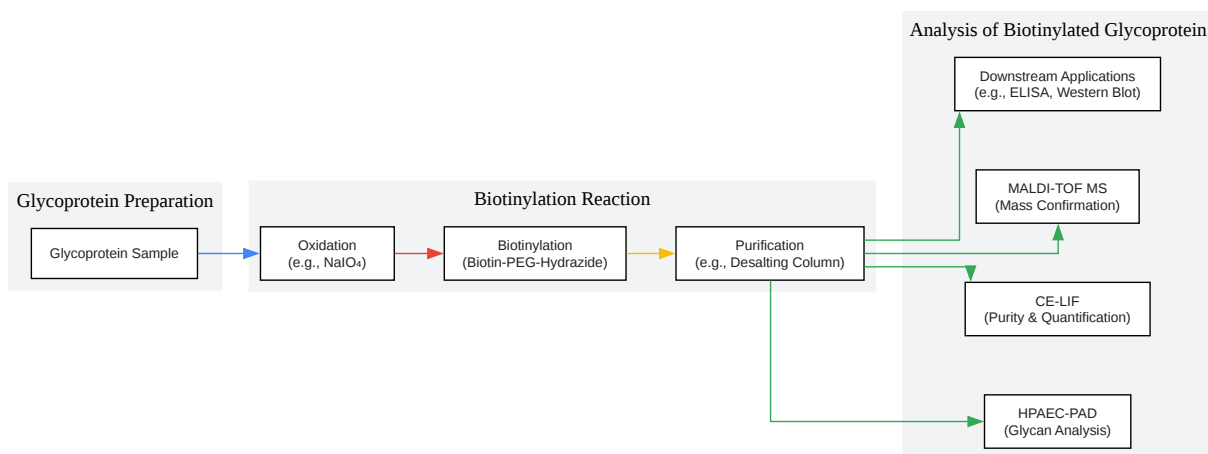 Glycoprotein Preparation
Glycoprotein Sample
Biotinylation Reaction
Oxidation
(e.g., NaIO₄)
Biotinylation
(Biotin-PEG-Hydrazide)
Purification
(e.g., Desalting Column)
Analysis of Biotinylated Glycoprotein
Downstream Applications
(e.g., ELISA, Western Blot)
MALDI-TOF MS
(Mass Confirmation)
CE-LIF
(Purity & Quantification)
HPAEC-PAD
(Glycan Analysis)